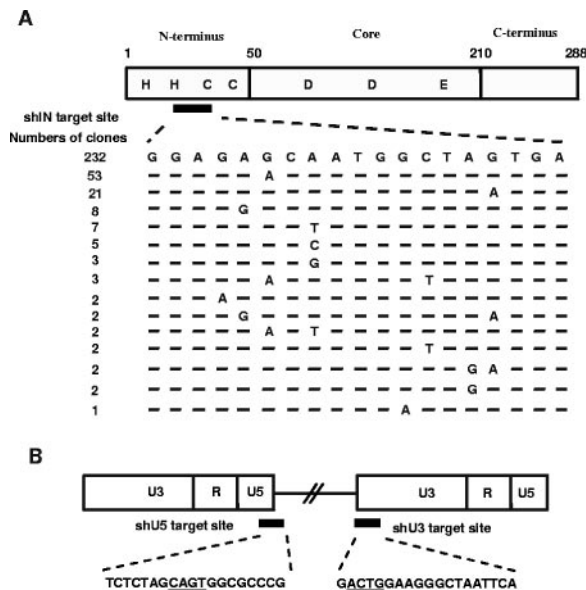 A
N-terminus Core C-terminus
1 50 210 288
H H C C D D E
shIN target site
Numbers of clones
232 G G A G A G C A A T G G C T A G T G A
53 – – – – – A – – – – – – – – – – – – –
21 – – – – – – – – – – – – – – – A – – –
8 – – – – G – – – – – – – – – – – – – –
7 – – – – – – – T – – – – – – – – – – –
5 – – – – – – – C – – – – – – – – – – –
3 – – – – – – – G – – – – – – – – – – –
3 – – – – – A – – – – – – T – – – – – –
2 – – – A – – – – – – – – – – – – – – –
2 – – – – G – – – – – – – – – – A – – –
2 – – – – – A – T – – – – – – – – – – –
2 – – – – – – – – – – – – T – – – – – –
2 – – – – – – – – – – – – – – G A – – –
2 – – – – – – – – – – – – – – G – – – –
1 – – – – – – – – – – – A – – – – – – –
B
U3 R U5 U3 R U5
shU5 target site shU3 target site
TCTCTAGCAGTGGCGCCCG GACTGGAAGGGCTAATTCA